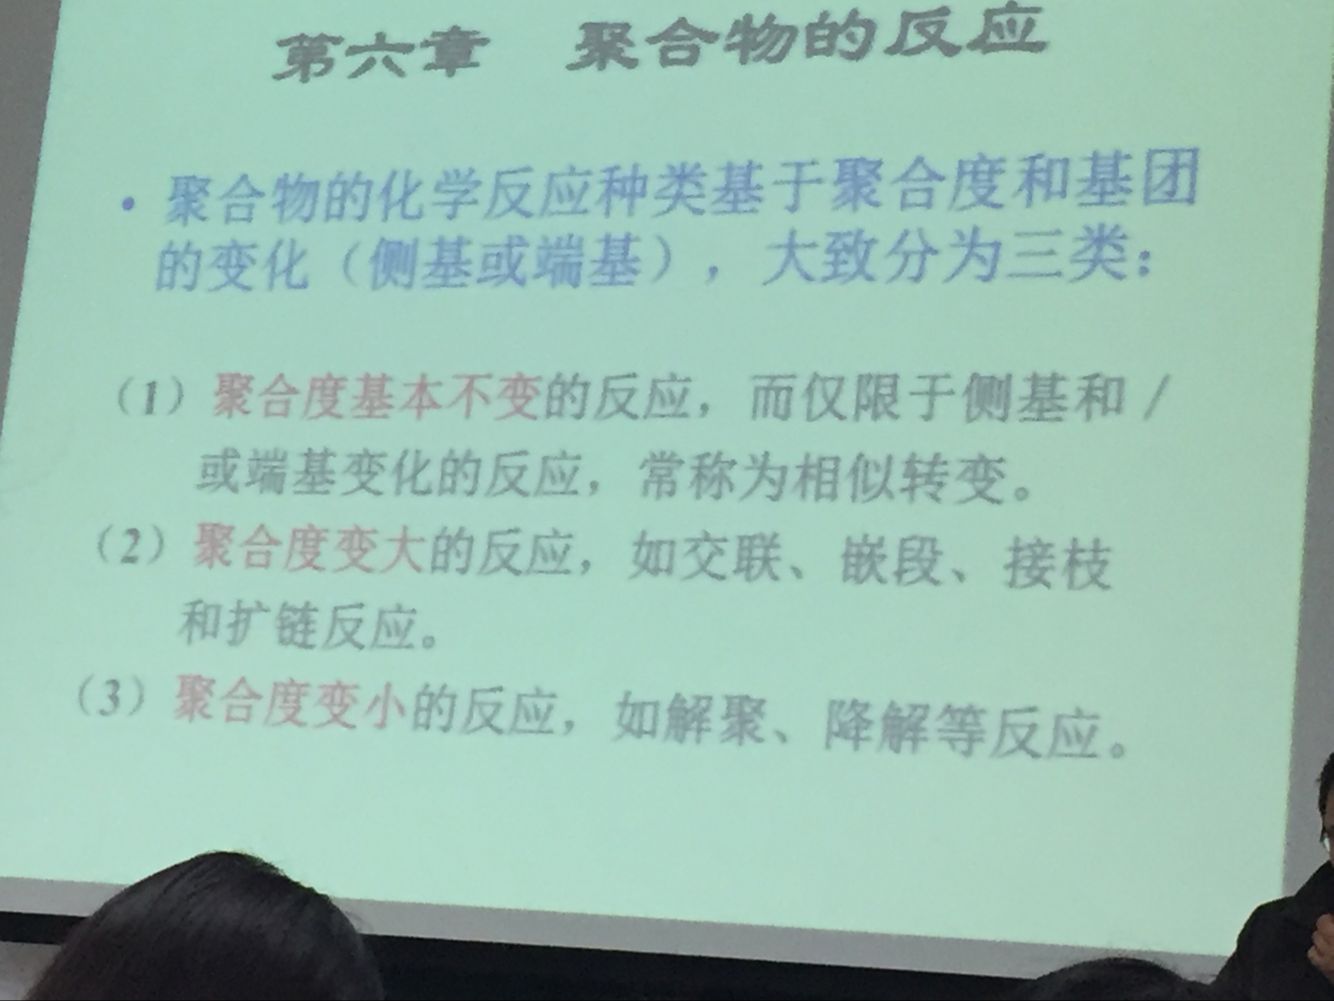 第六章 聚合物的反应
• 聚合物的化学反应种类基于聚合度和基团
的变化（侧基或端基），大致分为三类：
（1）聚合度基本不变的反应，而仅限于侧基和/
或端基变化的反应，常称为相似转变。
（2）聚合度变大的反应，如交联、嵌段、接枝
和扩链反应。
（3）聚合度变小的反应，如解聚、降解等反应。